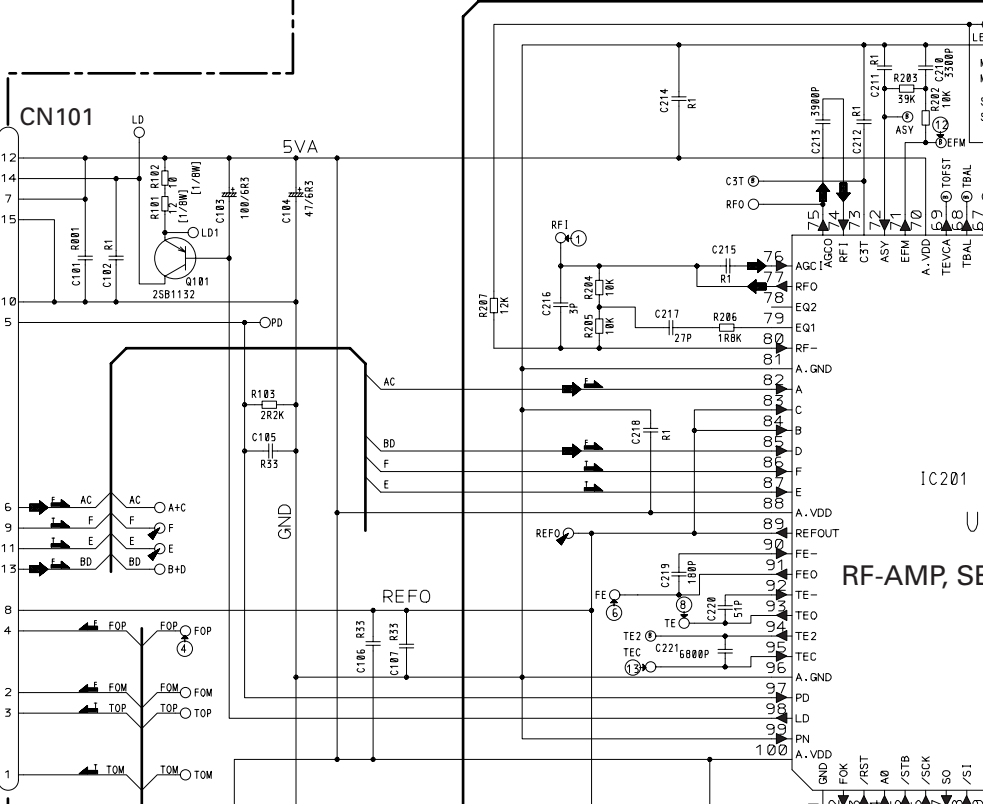 CN101
LD
5VA
12
14
7
15
10
5
R102
10
[1/8W]
R101
12
[1/8W]
C103
100/6R3
C104
47/6R3
LD1
C101
R001
C102
R1
Q101
2SB1132
PD
R103
2R2K
C105
R33
GND
AC
BD
F
E
6
9
11
13
F AC
T F
T E
F BD
AC
F
E
BD
A+C
F
E
B+D
REFO
8
4
2
3
1
F FOP
F FOM
T TOP
T TOM
FOP
FOM
TOP
TOM
FOP
4
FOM
TOP
TOM
C106
R33
C107
R33
C214
R1
C213
3900P
C212
R1
C211
R1
R203
39K
C210
3300P
R202
10K
ASY
12
EFM
C3T
RFO
TOFST
TBAL
LE
75
74
73
72
71
70
69
68
67
AGCO
RFI
C3T
ASY
EFM
A.VDD
TEVCA
TBAL
RFI
1
C215
R1
R207
12K
C216
3P
R204
10K
R205
10K
C217
27P
R206
1R8K
C218
R1
REFO
C219
180P
FE
6
8
TE
C220
51P
TE2
TEC
13
C221
6800P
76 AGCI
77 RFO
78 EQ2
79 EQ1
80 RF-
81 A.GND
82 A
83 C
84 B
85 D
86 F
87 E
88 A.VDD
89 REFOUT
90 FE-
91 FEO
92 TE-
93 TEO
94 TE2
95 TEC
96 A.GND
97 PD
98 LD
99 PN
100 A.VDD
IC201
RF-AMP, SE
GND
FOK
/RST
A0
/STB
/SCK
SO
/SI